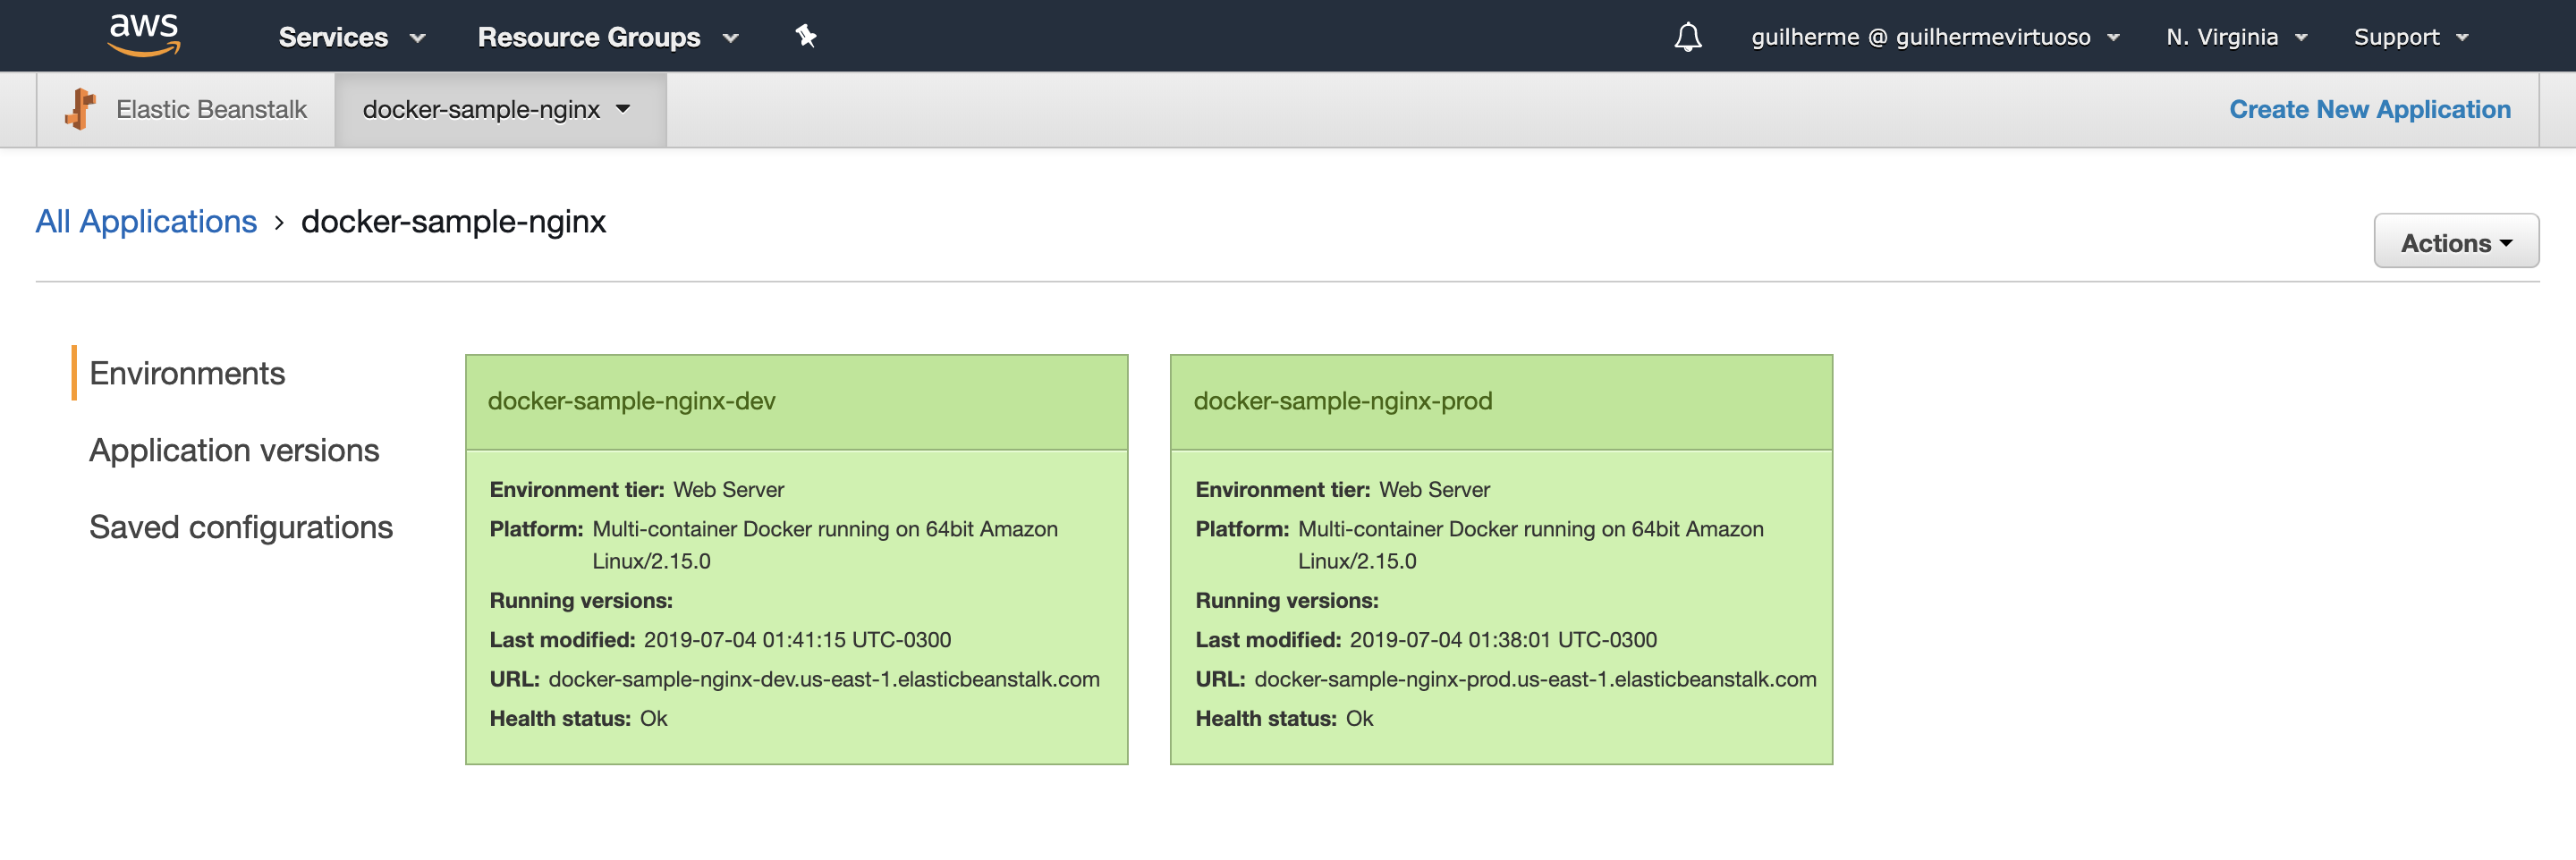 aws Services Resource Groups guilherme @ guilhermevirtuoso N. Virginia Support
Elastic Beanstalk docker-sample-nginx Create New Application
All Applications › docker-sample-nginx
Actions
Environments
Application versions
Saved configurations
docker-sample-nginx-dev
Environment tier: Web Server
Platform: Multi-container Docker running on 64bit Amazon
Linux/2.15.0
Running versions:
Last modified: 2019-07-04 01:41:15 UTC-0300
URL: docker-sample-nginx-dev.us-east-1.elasticbeanstalk.com
Health status: Ok
docker-sample-nginx-prod
Environment tier: Web Server
Platform: Multi-container Docker running on 64bit Amazon
Linux/2.15.0
Running versions:
Last modified: 2019-07-04 01:38:01 UTC-0300
URL: docker-sample-nginx-prod.us-east-1.elasticbeanstalk.com
Health status: Ok